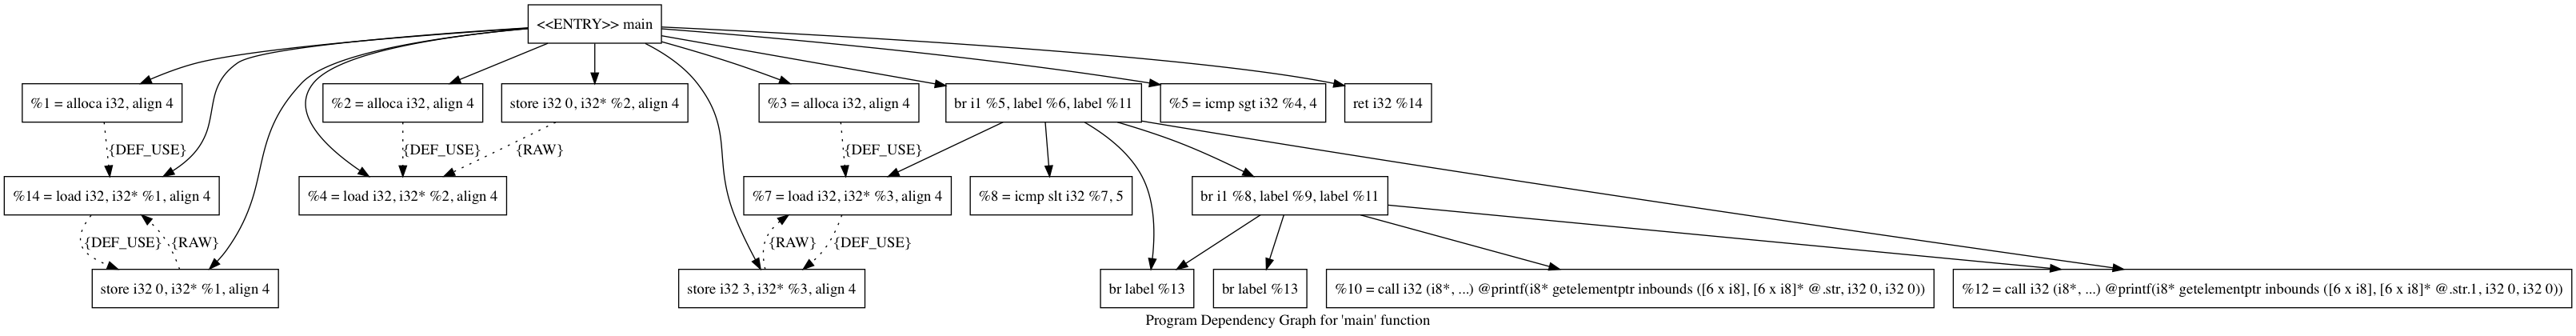 <<ENTRY>> main
%1 = alloca i32, align 4
%2 = alloca i32, align 4
store i32 0, i32* %2, align 4
%3 = alloca i32, align 4
br i1 %5, label %6, label %11
%5 = icmp sgt i32 %4, 4
ret i32 %14
{DEF_USE}
{DEF_USE}
{RAW}
{DEF_USE}
%14 = load i32, i32* %1, align 4
%4 = load i32, i32* %2, align 4
%7 = load i32, i32* %3, align 4
%8 = icmp slt i32 %7, 5
br i1 %8, label %9, label %11
{DEF_USE}
{RAW}
{RAW}
{DEF_USE}
store i32 0, i32* %1, align 4
store i32 3, i32* %3, align 4
br label %13
br label %13
%10 = call i32 (i8*, ...) @printf(i8* getelementptr inbounds ([6 x i8], [6 x i8]* @.str, i32 0, i32 0))
%12 = call i32 (i8*, ...) @printf(i8* getelementptr inbounds ([6 x i8], [6 x i8]* @.str.1, i32 0, i32 0))
Program Dependency Graph for 'main' function